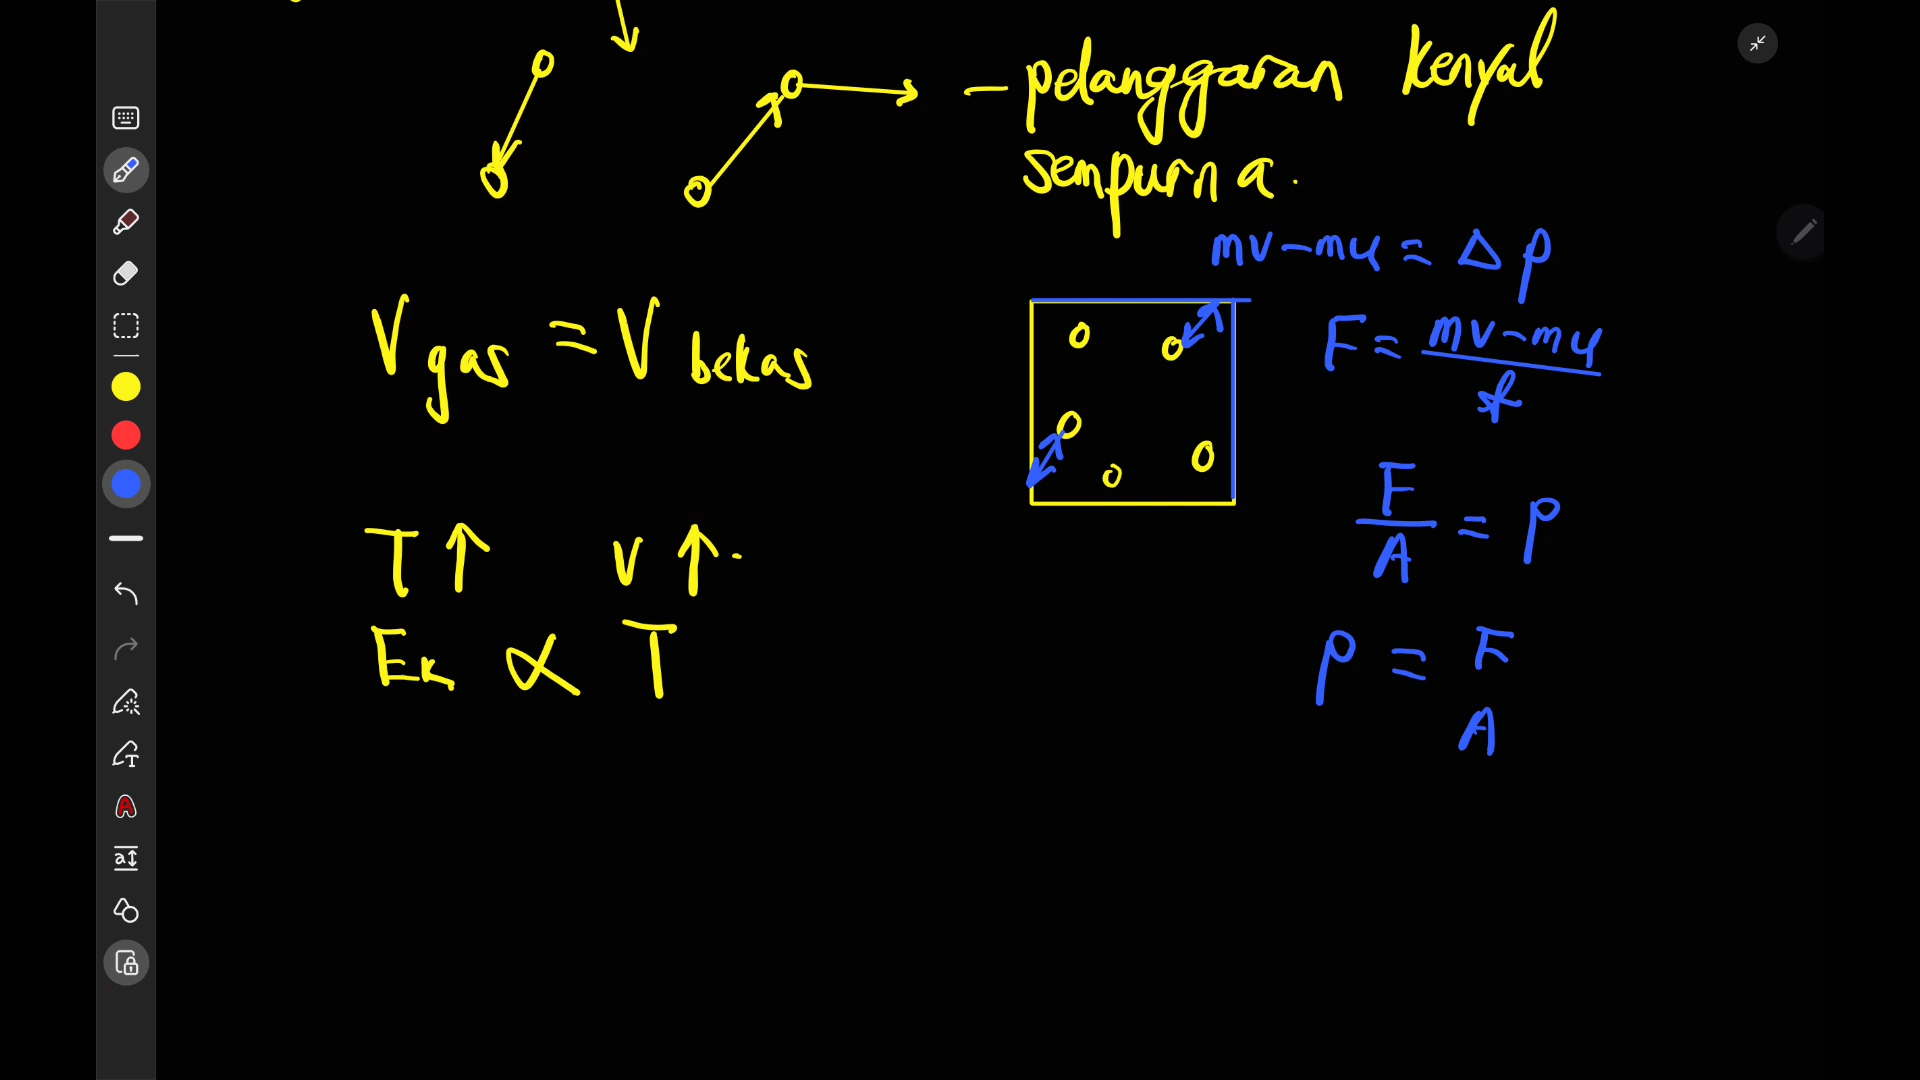 - pelanggaran kenyal
sempurna.
mv - mu = Δp
V gas = V bekas
F = mv - mu
t
F
A = P
T ↑ v ↑
Ek ∝ T
P = F
A